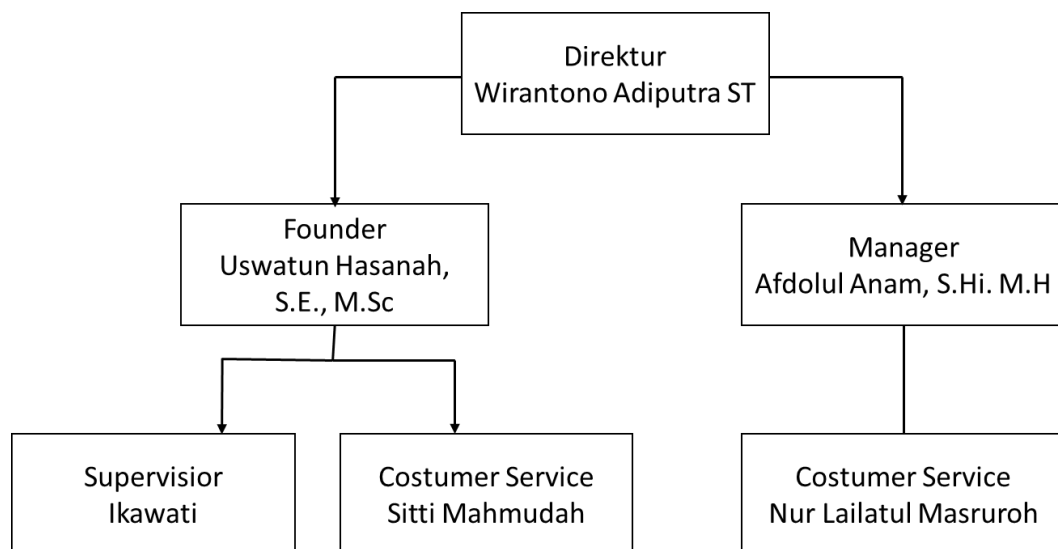 Direktur
Wirantono Adiputra ST
Founder
Uswatun Hasanah,
S.E., M.Sc
Manager
Afdolul Anam, S.Hi. M.H
Supervisior
Ikawati
Costumer Service
Sitti Mahmudah
Costumer Service
Nur Lailatul Masruroh